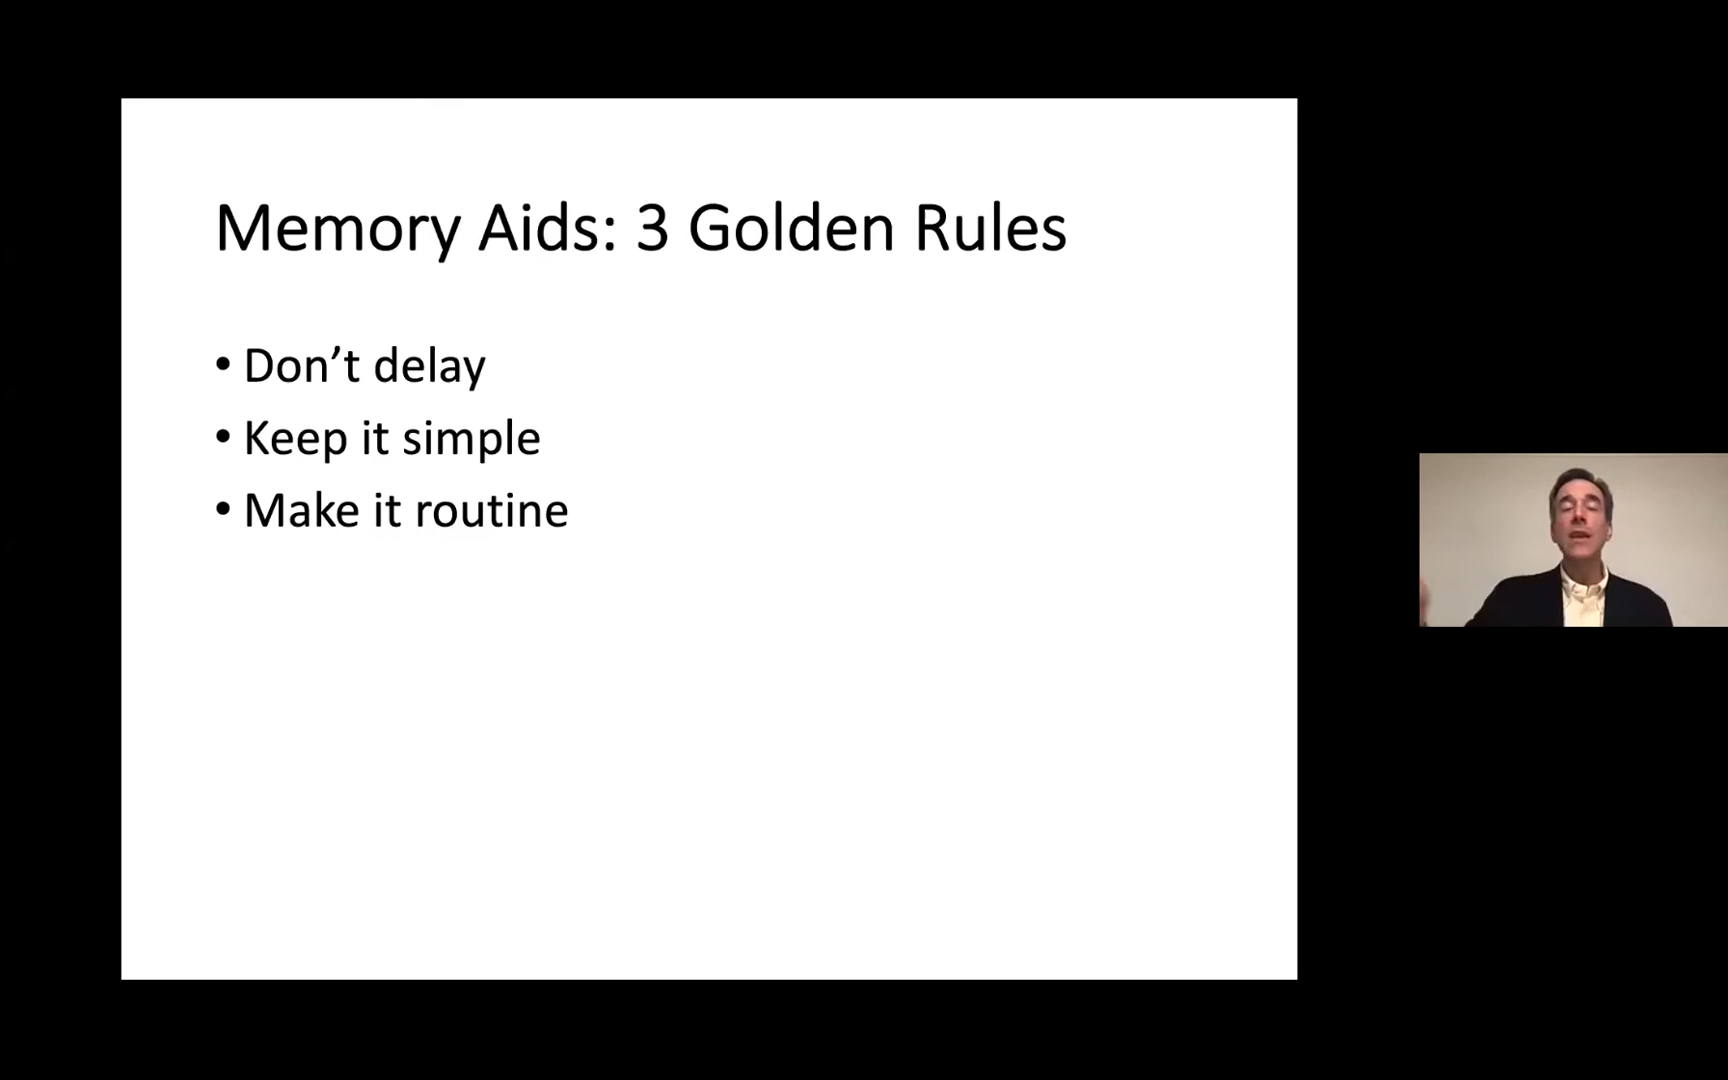 Memory Aids: 3 Golden Rules
• Don’t delay
• Keep it simple
• Make it routine